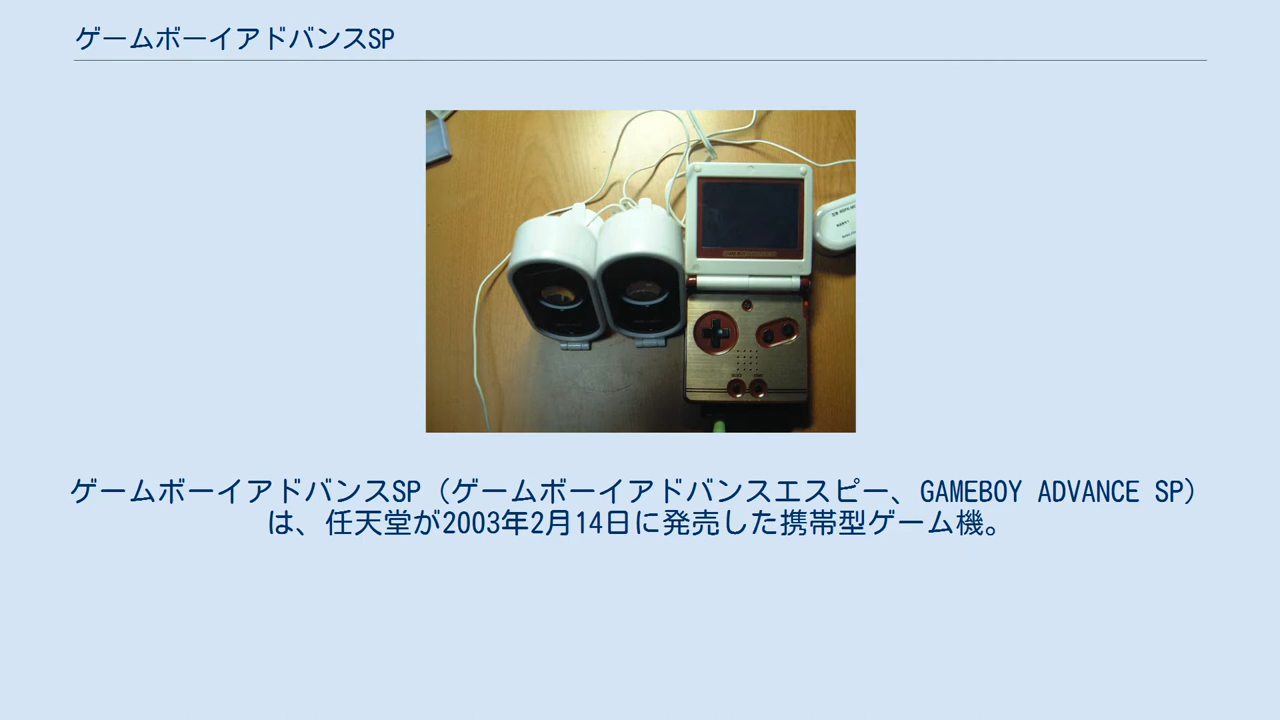 ゲームボーイアドバンスSP
ゲームボーイアドバンスSP（ゲームボーイアドバンスエスピー、GAMEBOY ADVANCE SP）
は、任天堂が2003年2月14日に発売した携帯型ゲーム機。